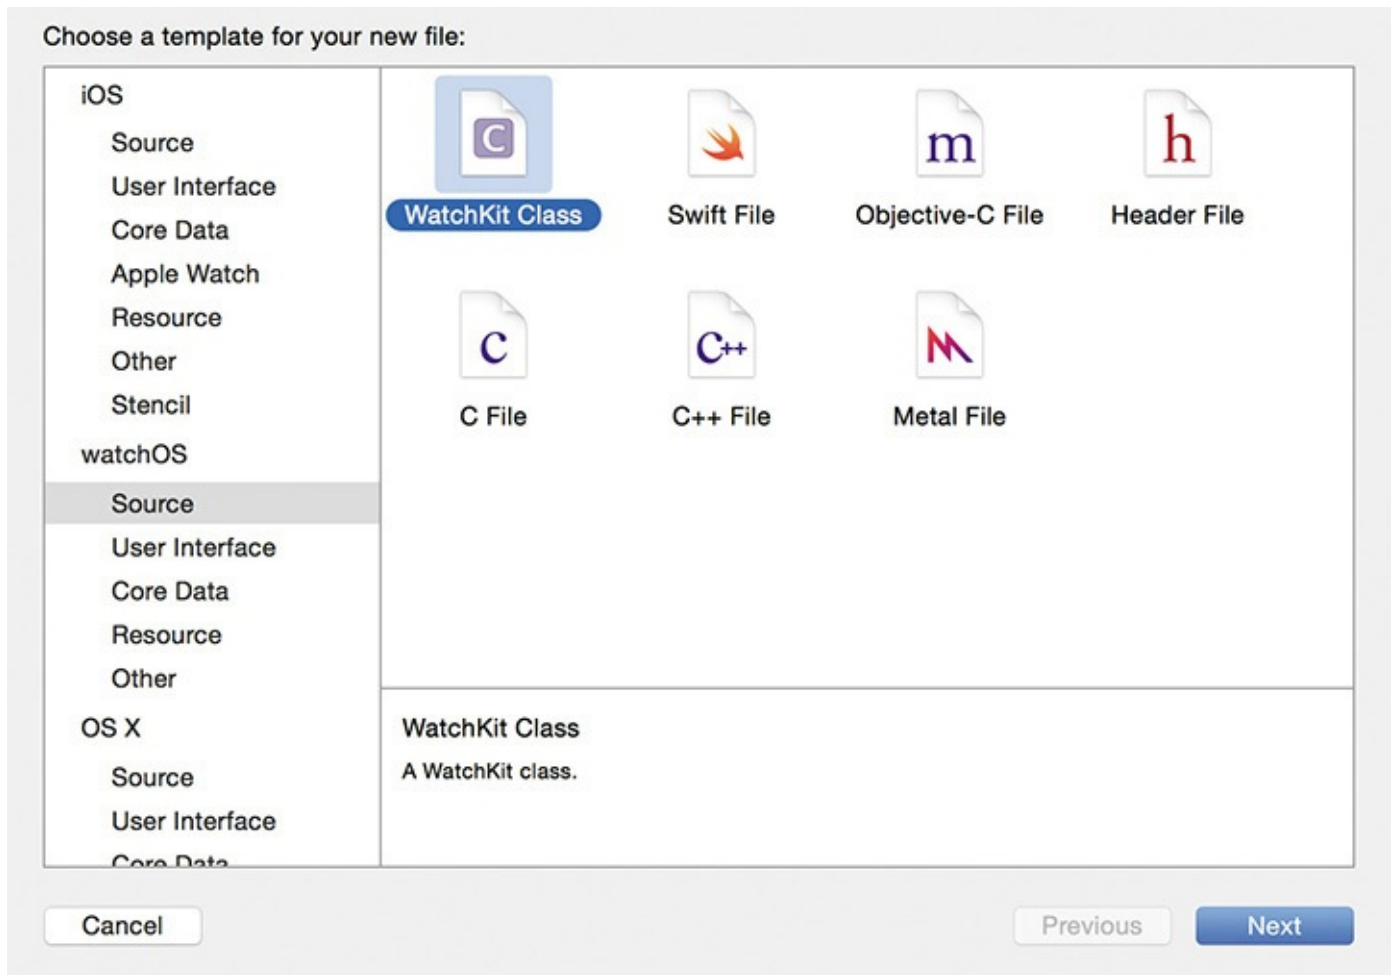 Choose a template for your new file:
iOS
Source
User Interface
Core Data
Apple Watch
Resource
Other
Stencil
watchOS
Source
User Interface
Core Data
Resource
Other
OS X
Source
User Interface
Core Data
C
m
h
WatchKit Class
Swift File
Objective-C File
Header File
C
C++
C File
C++ File
Metal File
WatchKit Class
A WatchKit class.
Cancel
Previous
Next